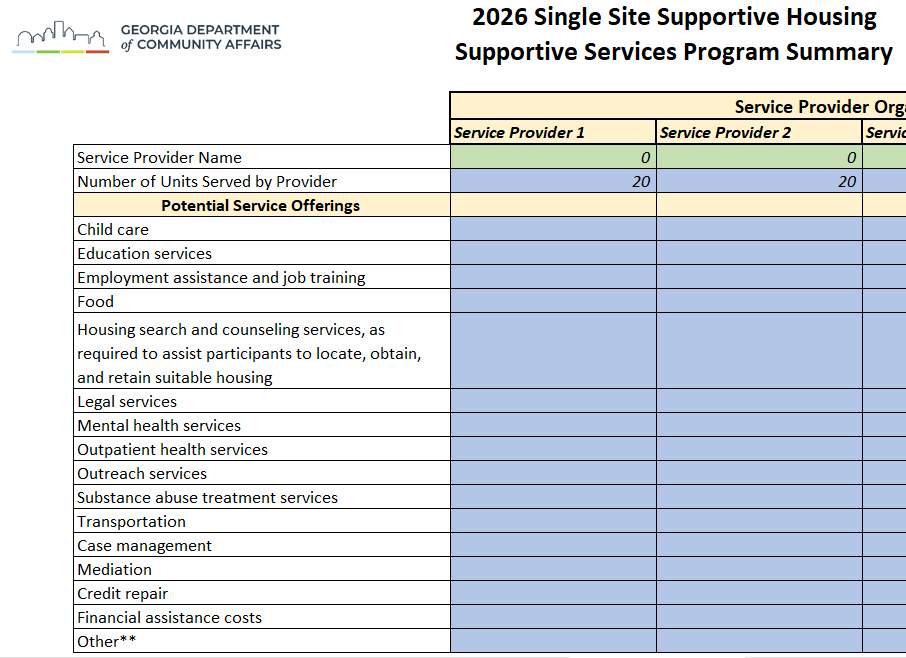 GEORGIA DEPARTMENT
of COMMUNITY AFFAIRS
2026 Single Site Supportive Housing
Supportive Services Program Summary
Service Provider Orga
Service Provider 1 Service Provider 2 Servic
Service Provider Name 0 0
Number of Units Served by Provider 20 20
Potential Service Offerings
Child care
Education services
Employment assistance and job training
Food
Housing search and counseling services, as
required to assist participants to locate, obtain,
and retain suitable housing
Legal services
Mental health services
Outpatient health services
Outreach services
Substance abuse treatment services
Transportation
Case management
Mediation
Credit repair
Financial assistance costs
Other**